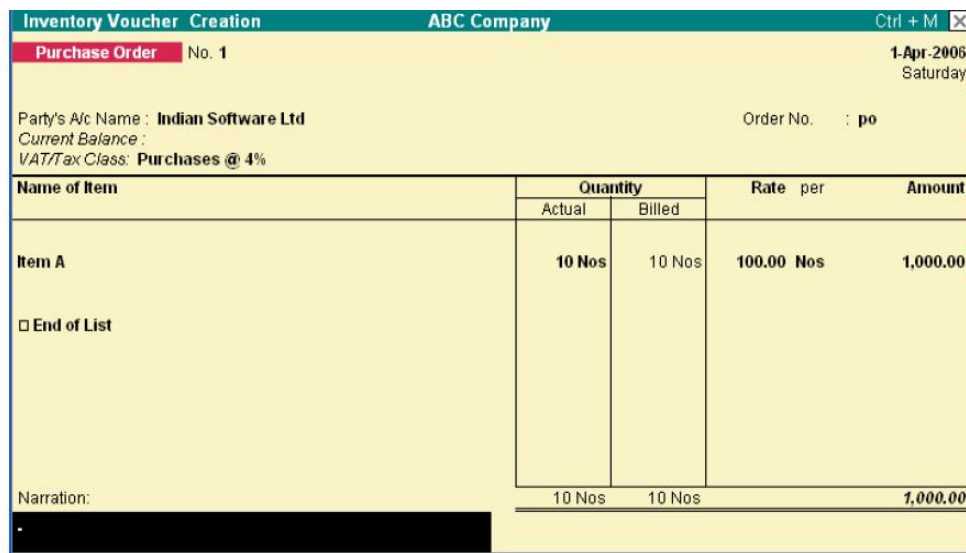 Inventory Voucher Creation ABC Company Ctrl + M
Purchase Order No. 1 1-Apr-2006
Saturday
Party's A/c Name : Indian Software Ltd Order No. : po
Current Balance :
VAT/Tax Class: Purchases @ 4%
Name of Item Quantity Rate per Amount
Actual Billed
Item A 10 Nos 10 Nos 100.00 Nos 1,000.00
End of List
Narration: 10 Nos 10 Nos 1,000.00